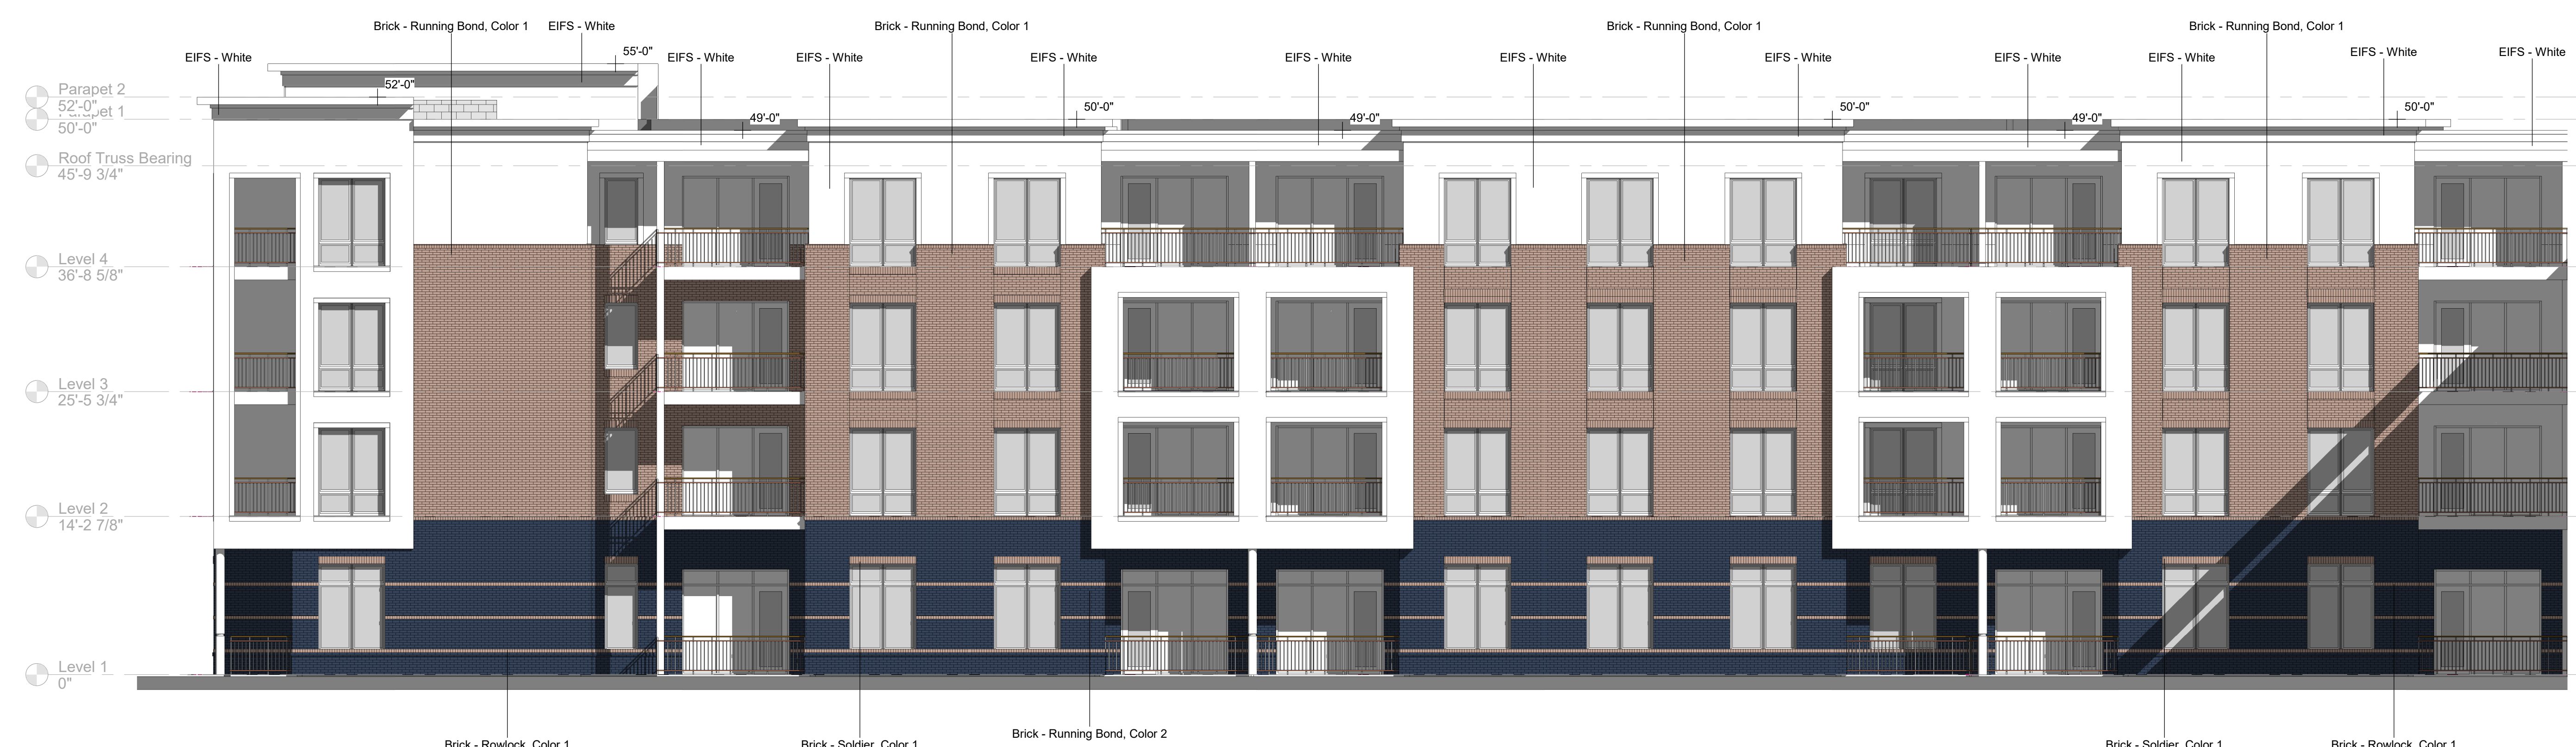 Brick - Running Bond, Color 1
EIFS - White
Brick - Running Bond, Color 1
Brick - Running Bond, Color 1
Brick - Running Bond, Color 1
EIFS - White
55'-0"
EIFS - White
EIFS - White
EIFS - White
EIFS - White
EIFS - White
EIFS - White
EIFS - White
EIFS - White
EIFS - White
EIFS - White
52'-0"
Parapet 2
52'-0"
50'-0"
50'-0"
50'-0"
Parapet 1
50'-0"
49'-0"
49'-0"
49'-0"
Roof Truss Bearing
45'-9 3/4"
Level 4
36'-8 5/8"
Level 3
25'-5 3/4"
Level 2
14'-2 7/8"
Level 1
0"
Brick - Running Bond, Color 2
Brick - Rowlock, Color 1
Brick - Soldier, Color 1
Brick - Soldier, Color 1
Brick - Rowlock, Color 1